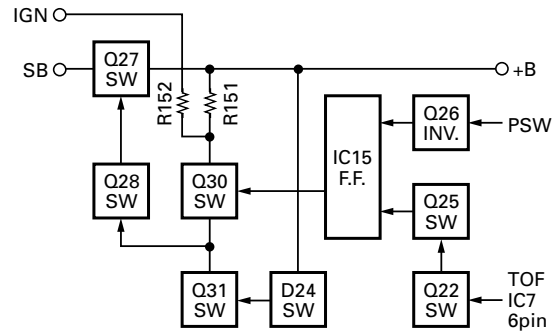 IGN
SB
Q27
SW
+B
R152
R151
Q26
INV.
PSW
IC15
F.F.
Q28
SW
Q30
SW
Q25
SW
Q31
SW
D24
SW
Q22
SW
TOF
IC7
6pin